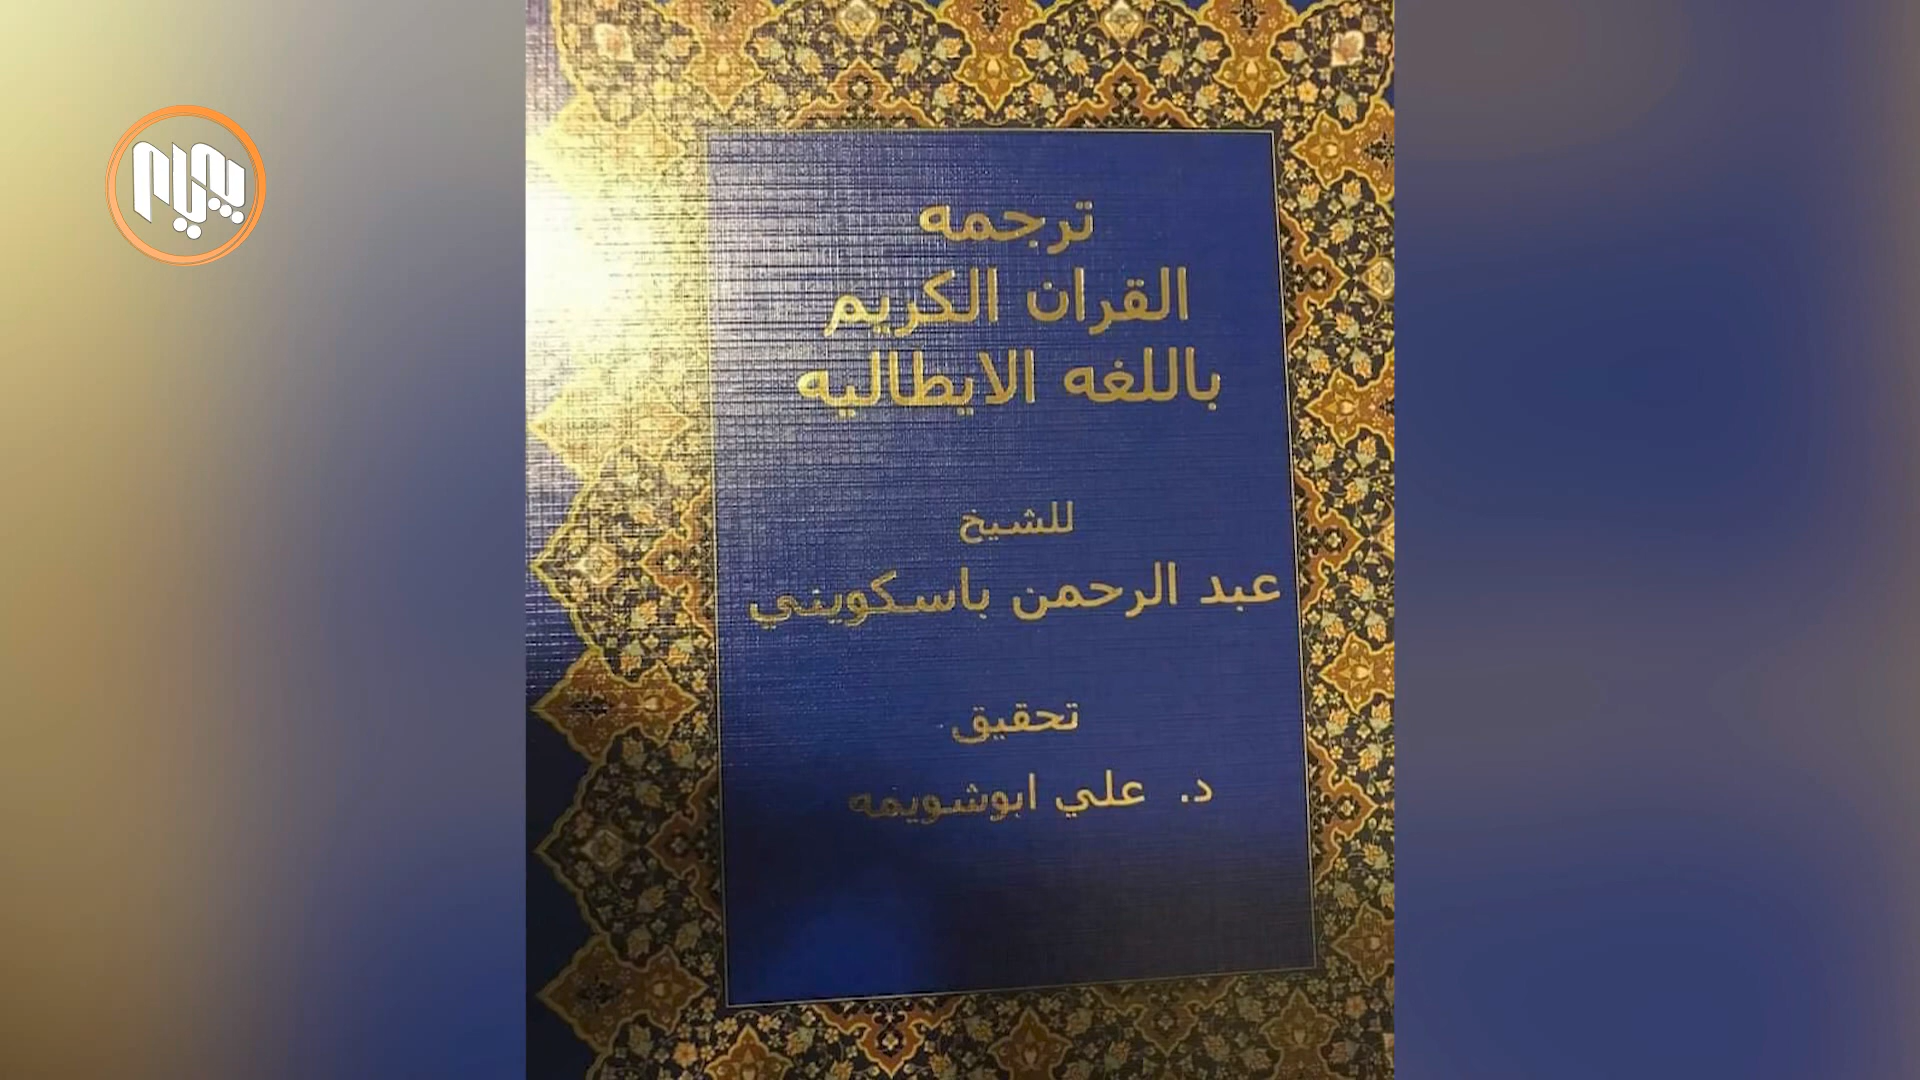 ترجمه
القران الكريم
باللغه الايطاليه
للشيخ
عبد الرحمن باسكويني
تحقيق
د. علي ابوشويمه